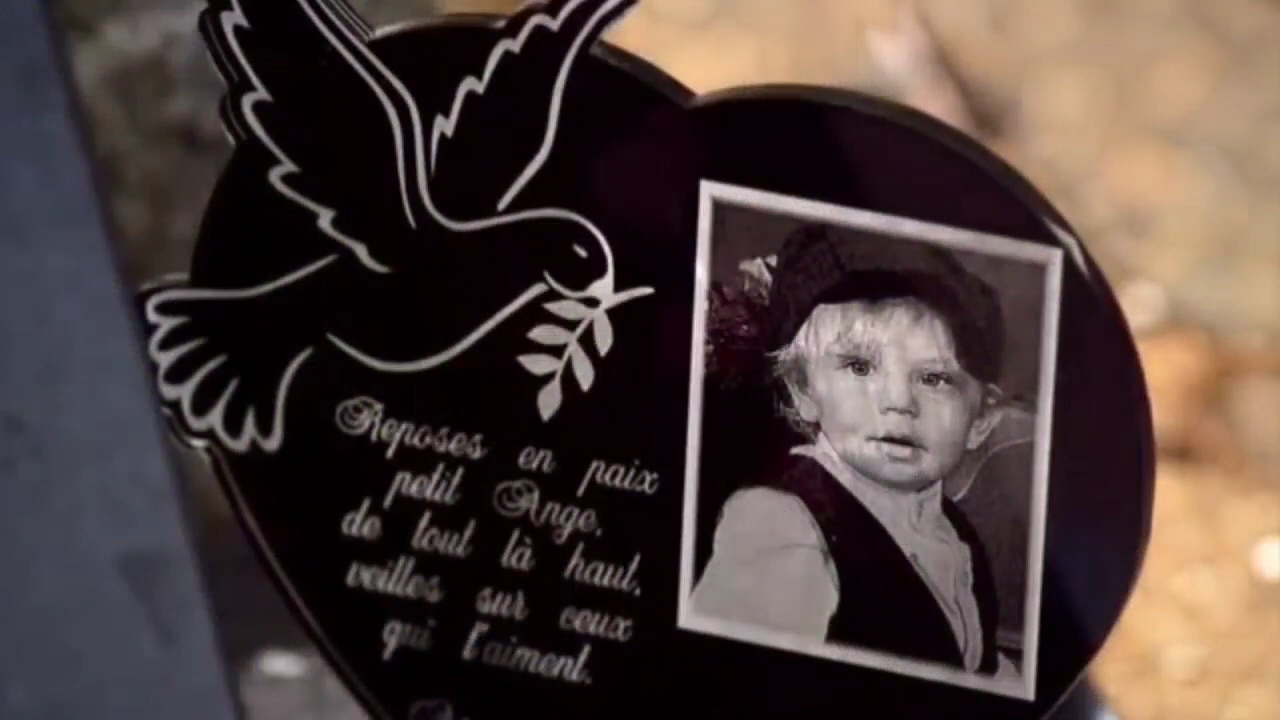 Reposes en paix
petit Ange,
de tout là haut,
veilles sur ceux
qui t'aiment.